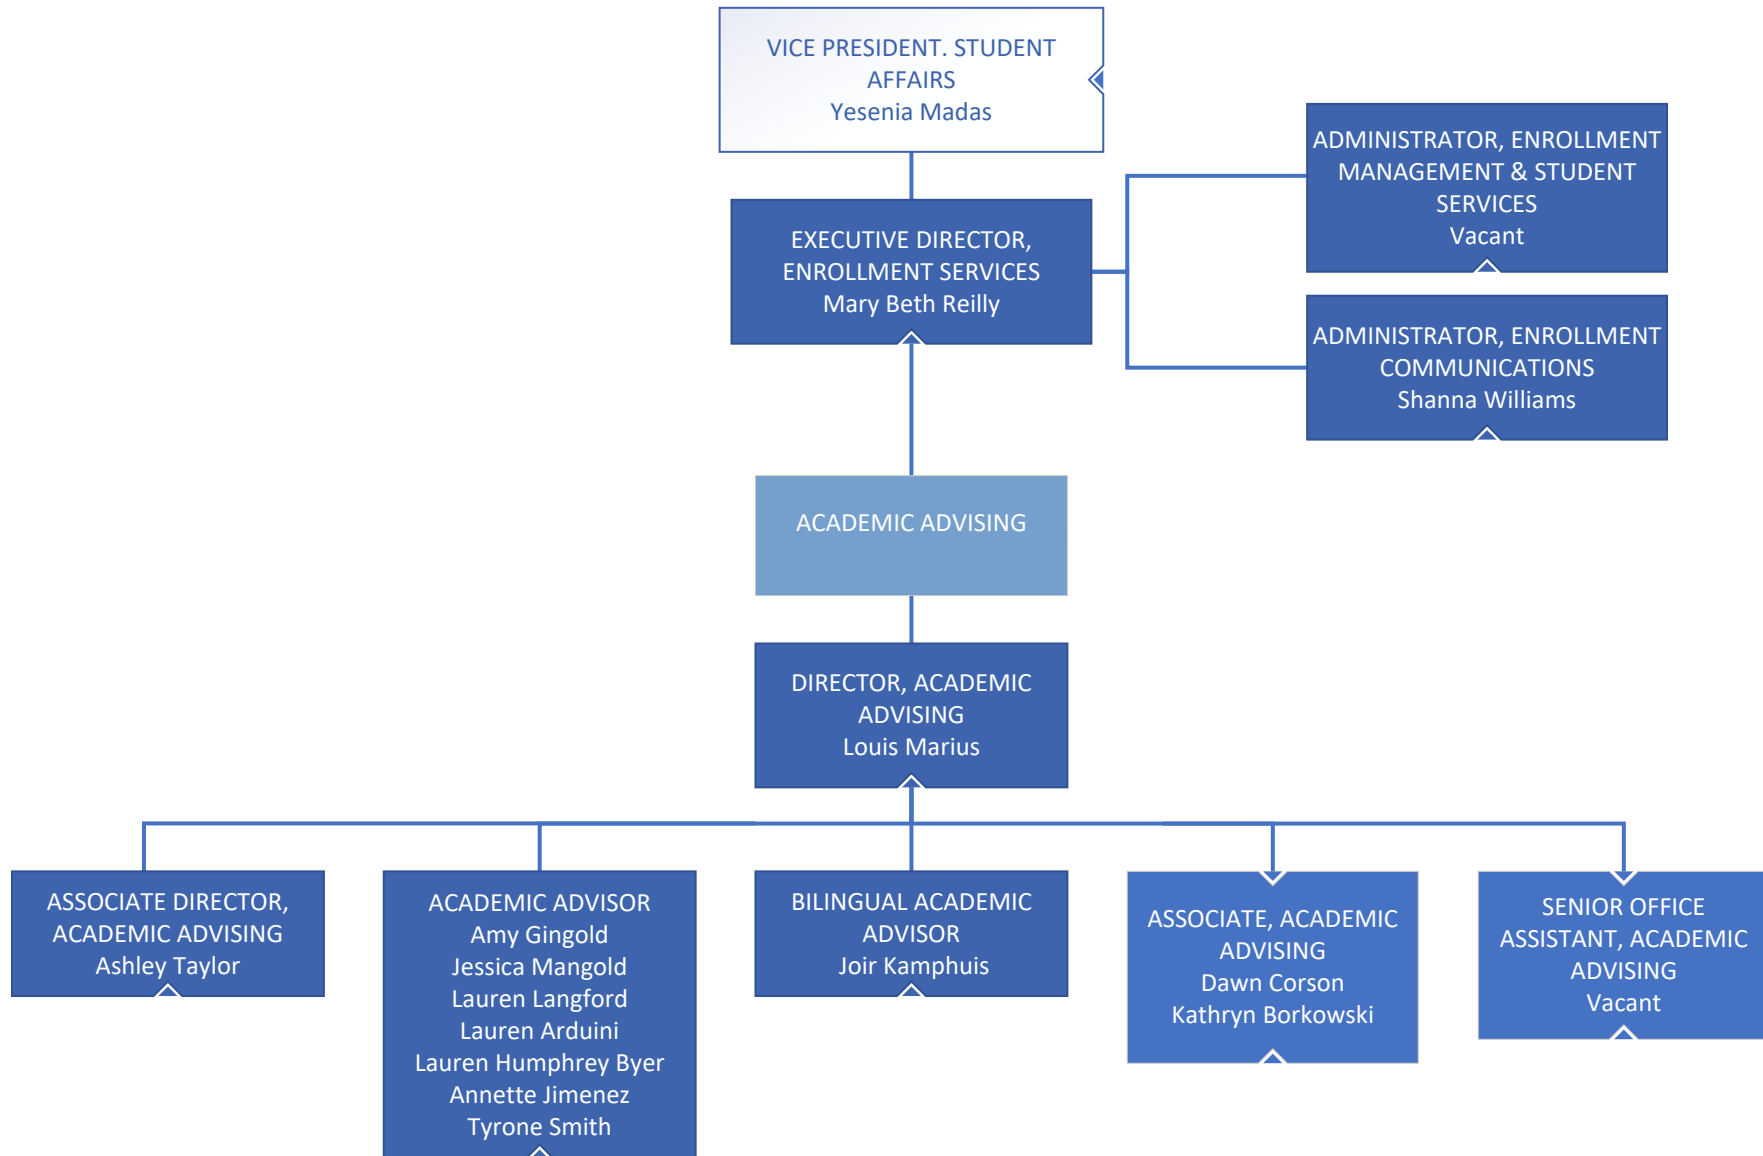 VICE PRESIDENT. STUDENT
AFFAIRS
Yesenia Madas
ADMINISTRATOR, ENROLLMENT
MANAGEMENT & STUDENT
SERVICES
Vacant
EXECUTIVE DIRECTOR,
ENROLLMENT SERVICES
Mary Beth Reilly
ADMINISTRATOR, ENROLLMENT
COMMUNICATIONS
Shanna Williams
ACADEMIC ADVISING
DIRECTOR, ACADEMIC
ADVISING
Louis Marius
ASSOCIATE DIRECTOR,
ACADEMIC ADVISING
Ashley Taylor
ACADEMIC ADVISOR
Amy Gingold
Jessica Mangold
Lauren Langford
Lauren Arduini
Lauren Humphrey Byer
Annette Jimenez
Tyrone Smith
BILINGUAL ACADEMIC
ADVISOR
Joir Kamphuis
ASSOCIATE, ACADEMIC
ADVISING
Dawn Corson
Kathryn Borkowski
SENIOR OFFICE
ASSISTANT, ACADEMIC
ADVISING
Vacant